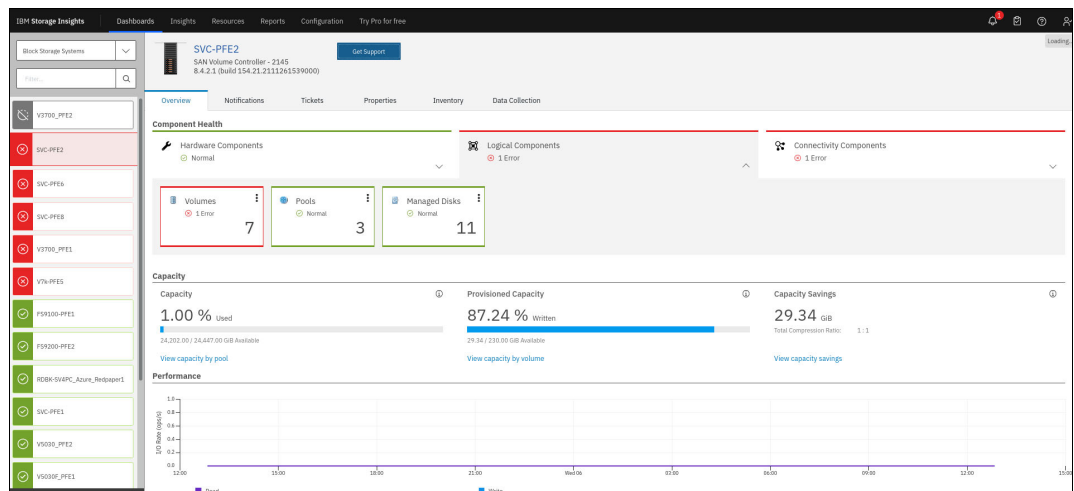 IBM Storage Insights Dashboards Insights Resources Reports Configuration Try Pro for free 1
Loading...
Block Storage Systems
Filter...
V3700_PFE2
SVC-PFE2
SVC-PFE6
SVC-PFE8
V3700_PFE1
V7k-PFE5
FS9100-PFE1
FS9200-PFE2
RDBK-SV4PC_Azure_Redpaper1
SVC-PFE1
V5030_PFE2
V5030F_PFE1
SVC-PFE2
SAN Volume Controller - 2145
8.4.2.1 (build 154.21.2111261539000)
Get Support
Overview Notifications Tickets Properties Inventory Data Collection
Component Health
Hardware Components
Normal
Logical Components
1 Error
Connectivity Components
1 Error
Volumes
1 Error
7
Pools
Normal
3
Managed Disks
Normal
11
Capacity
Capacity
1.00 % Used
24,202.00 / 24,447.00 GiB Available
View capacity by pool
Provisioned Capacity
87.24 % Written
29.34 / 230.00 GiB Available
View capacity by volume
Capacity Savings
29.34 GiB
Total Compression Ratio: 1 : 1
View capacity savings
Performance
I/O Rate (ops/s)
1.0
0.8
0.6
0.4
0.2
0.0
12:00 15:00 18:00 21:00 Wed 06 03:00 06:00 09:00 12:00 15:00
Read Write